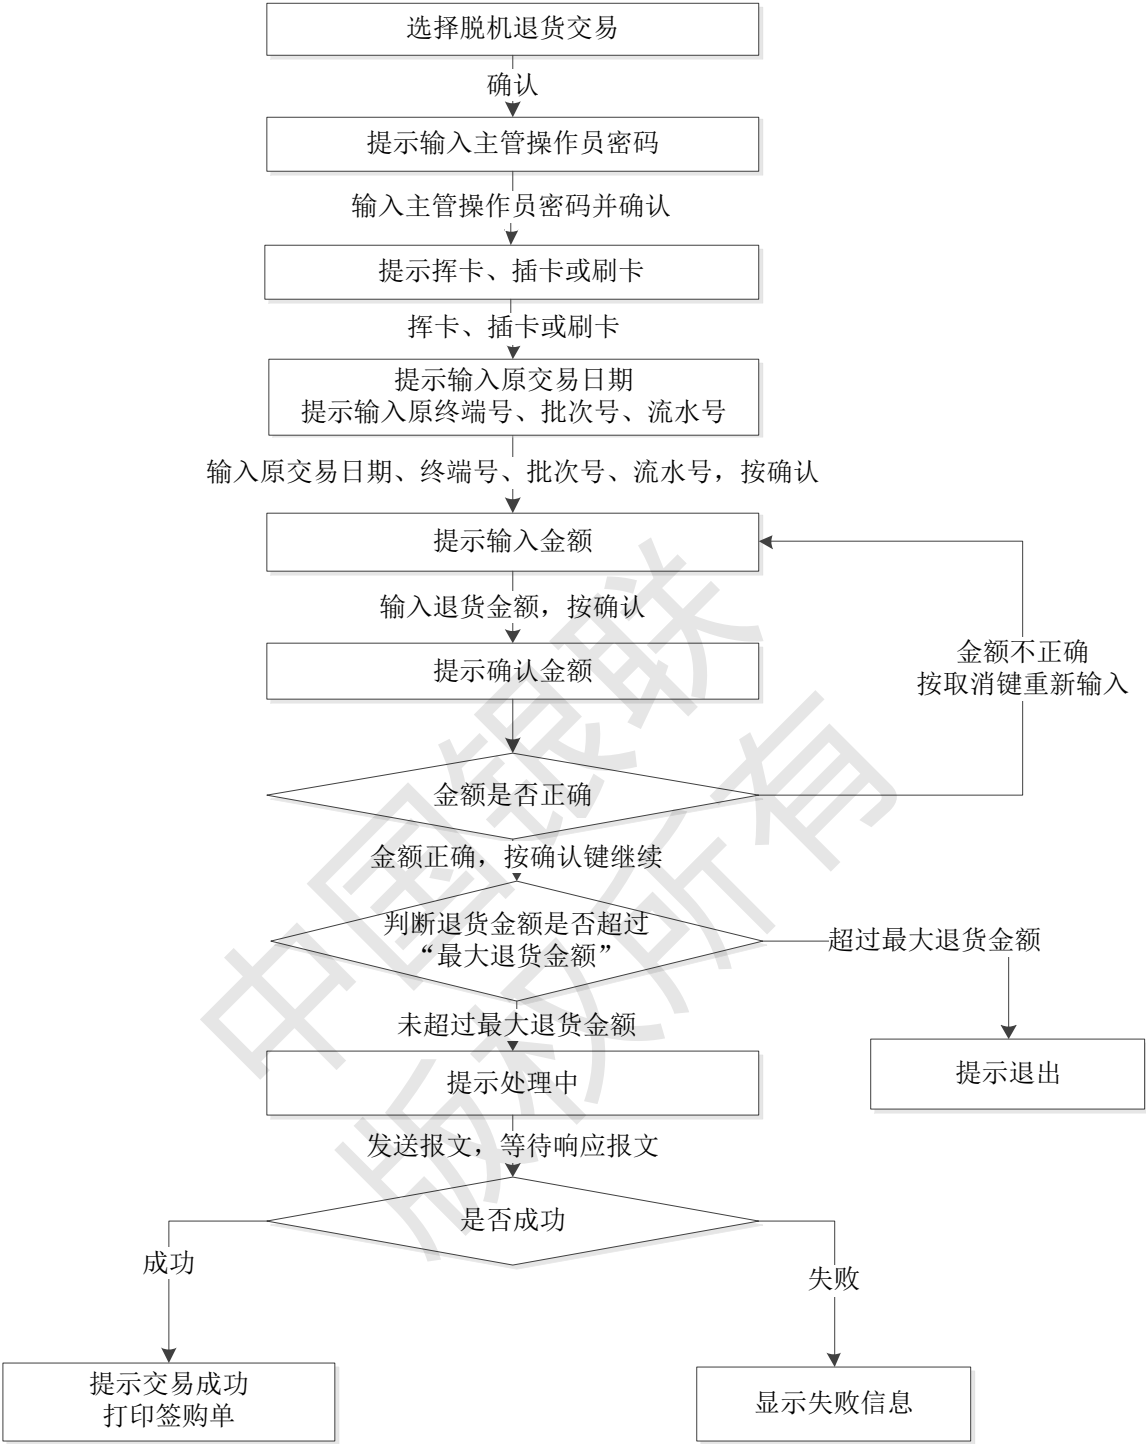 选择脱机退货交易
确认
提示输入主管操作员密码
输入主管操作员密码并确认
提示挥卡、插卡或刷卡
挥卡、插卡或刷卡
提示输入原交易日期
提示输入原终端号、批次号、流水号
输入原交易日期、终端号、批次号、流水号，按确认
提示输入金额
输入退货金额，按确认
提示确认金额
金额不正确
按取消键重新输入
金额是否正确
金额正确，按确认键继续
判断退货金额是否超过
“最大退货金额”
超过最大退货金额
未超过最大退货金额
提示退出
提示处理中
发送报文，等待响应报文
是否成功
成功
失败
提示交易成功
打印签购单
显示失败信息
中国银联
版权所有